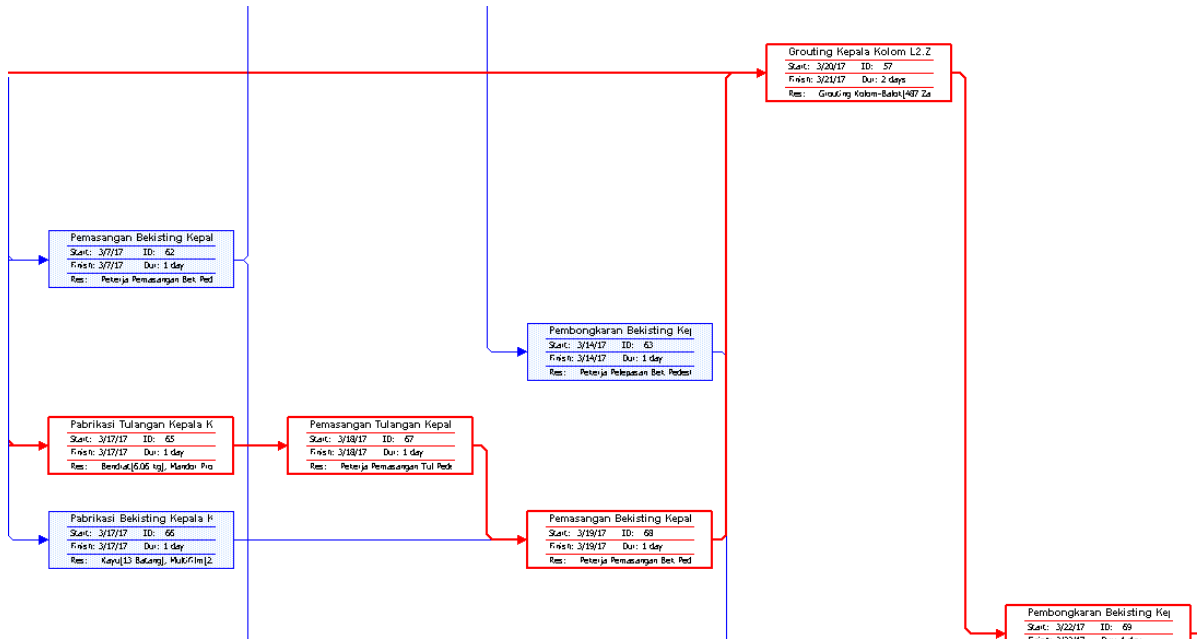 Grouting Kepala Kolom L2.Z
Start: 3/20/17 ID: 57
Finish: 3/21/17 Dur: 2 days
Res: Grouting Kolom-Balok[487 Za
Pemasangan Bekisting Kepal
Start: 3/7/17 ID: 62
Finish: 3/7/17 Dur: 1 day
Res: Pekerja Pemasangan Bek Ped
Pembongkaran Bekisting Kep
Start: 3/14/17 ID: 63
Finish: 3/14/17 Dur: 1 day
Res: Pekerja Pelepasan Bek Pedest
Pabrikasi Tulangan Kepala K
Start: 3/17/17 ID: 65
Finish: 3/17/17 Dur: 1 day
Res: Bendrat[6.06 kg], Mandor Pro
Pemasangan Tulangan Kepal
Start: 3/18/17 ID: 67
Finish: 3/18/17 Dur: 1 day
Res: Pekerja Pemasangan Tul Pede
Pabrikasi Bekisting Kepala K
Start: 3/17/17 ID: 66
Finish: 3/17/17 Dur: 1 day
Res: Kayu[13 Batang], Multifilm[2
Pemasangan Bekisting Kepal
Start: 3/19/17 ID: 68
Finish: 3/19/17 Dur: 1 day
Res: Pekerja Pemasangan Bek Ped
Pembongkaran Bekisting Kep
Start: 3/22/17 ID: 69